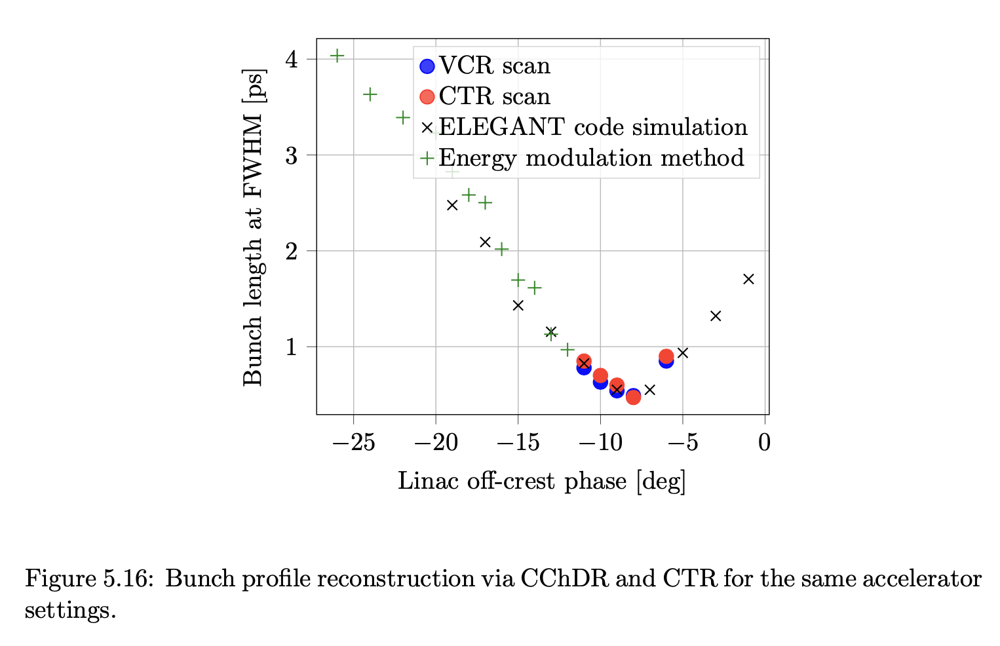 4
3
2
1
Bunch length at FWHM [ps]
VCR scan
CTR scan
ELEGANT code simulation
Energy modulation method
−25 −20 −15 −10 −5 0
Linac off-crest phase [deg]
Figure 5.16: Bunch profile reconstruction via CChDR and CTR for the same accelerator
settings.